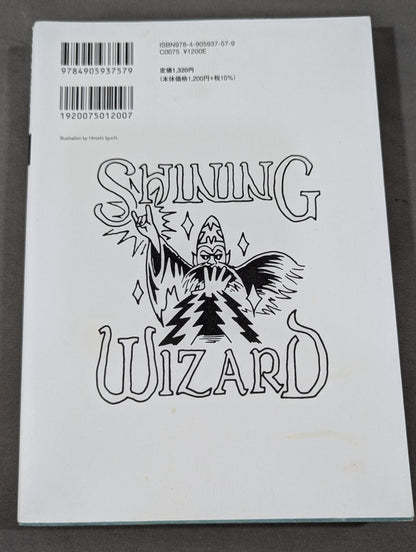 ISBN978-4-905937-57-9
C0075 ¥1200E
9784905937579
定価1,320円
(本体価格1,200円+税10%)
1920075012007
Illustration by Hiroshi Iguchi
SHINING
WIZARD